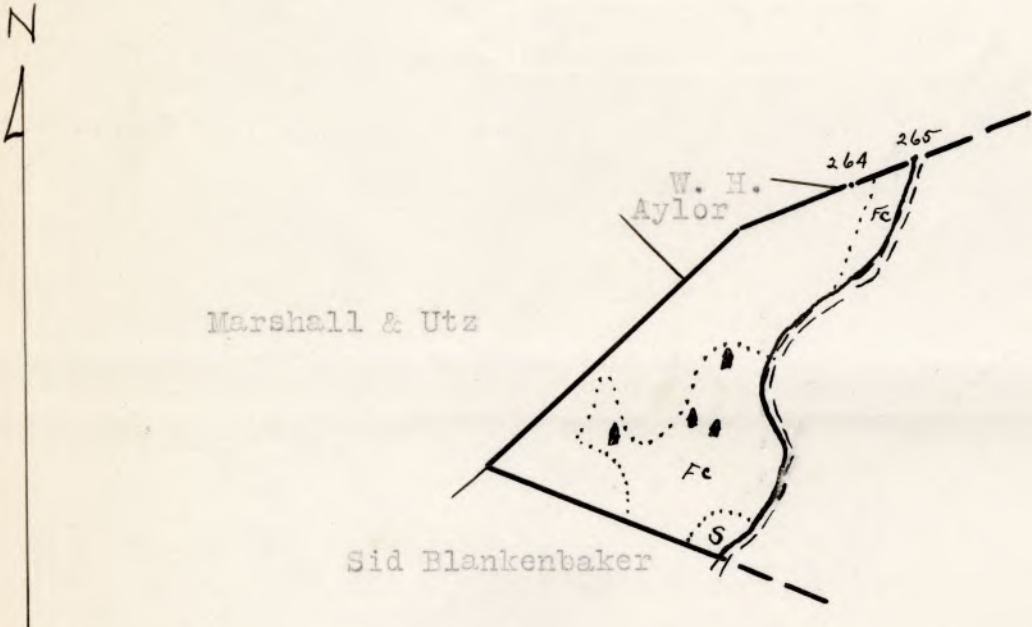 N
265
264
W. H.
Aylor
Fc
Marshall & Utz
Fc
S
Sid Blankenbaker